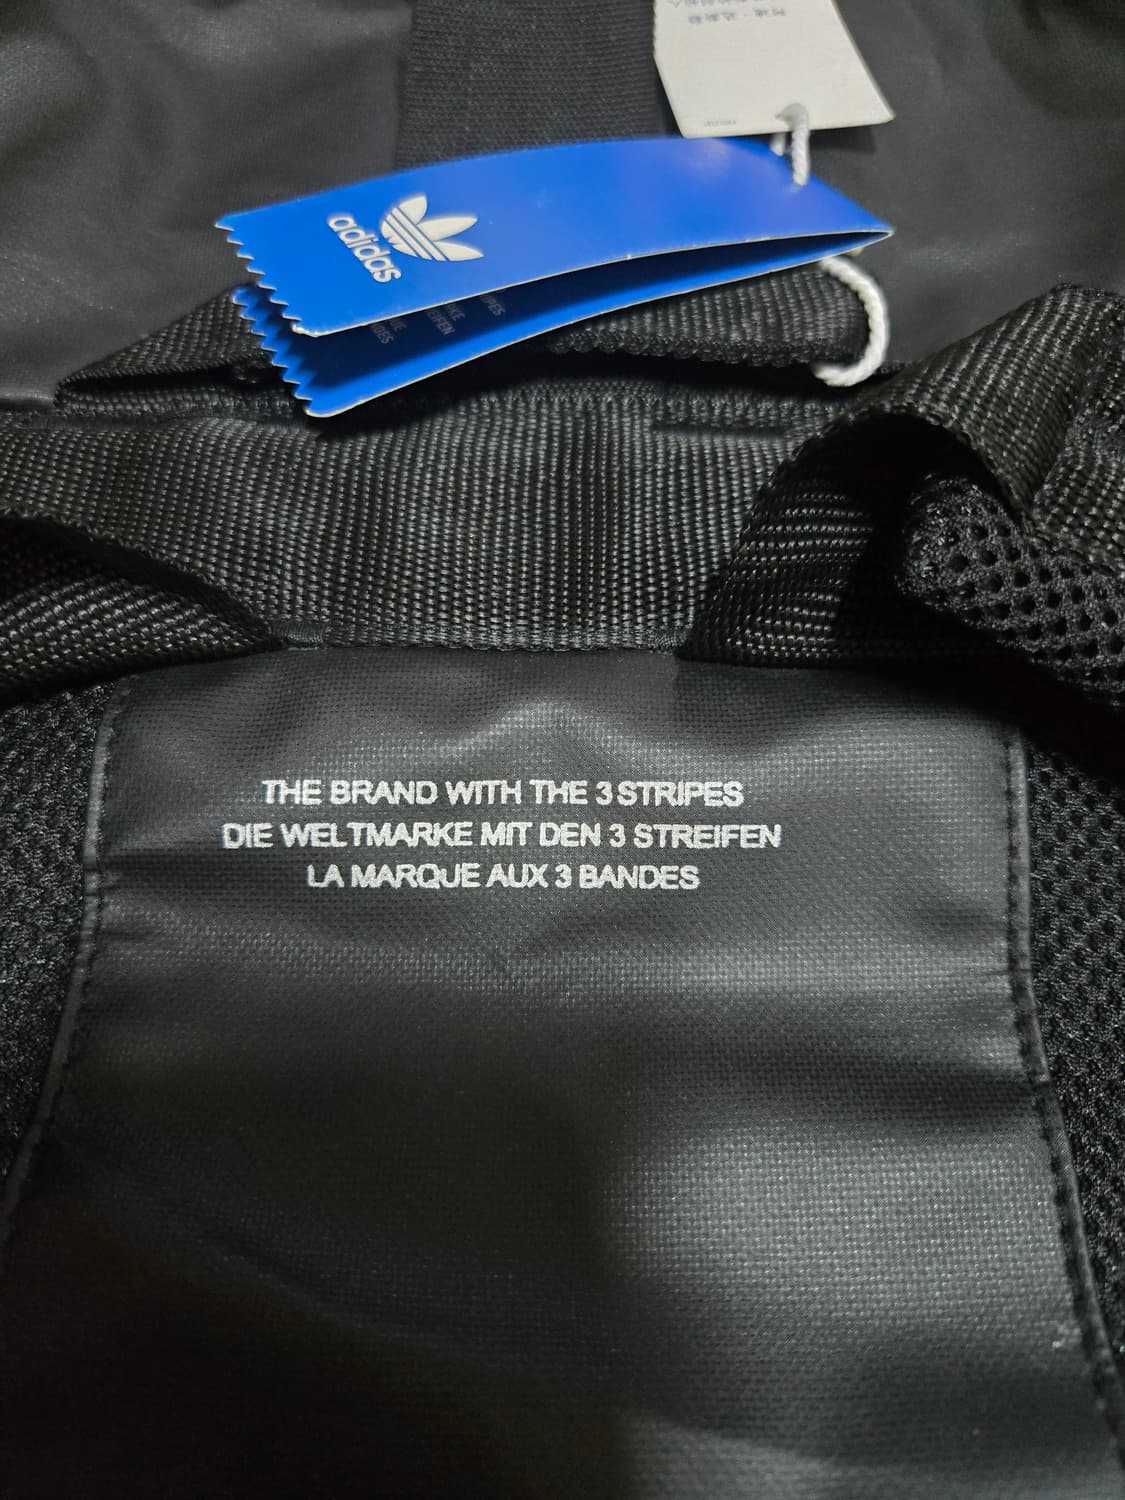 adidas
THE BRAND WITH THE 3 STRIPES
DIE WELTMARKE MIT DEN 3 STREIFEN
LA MARQUE AUX 3 BANDES